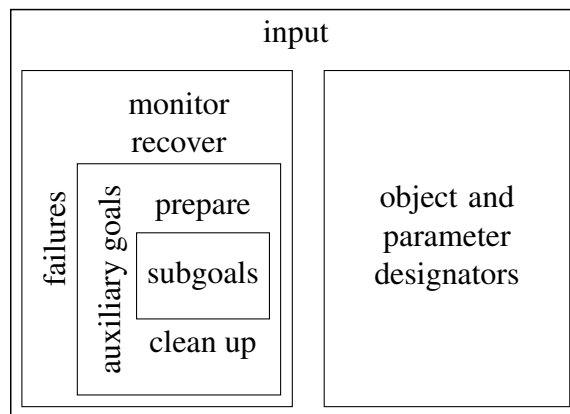 input
monitor
recover
failures
auxiliary goals
prepare
subgoals
clean up
object and
parameter
designators